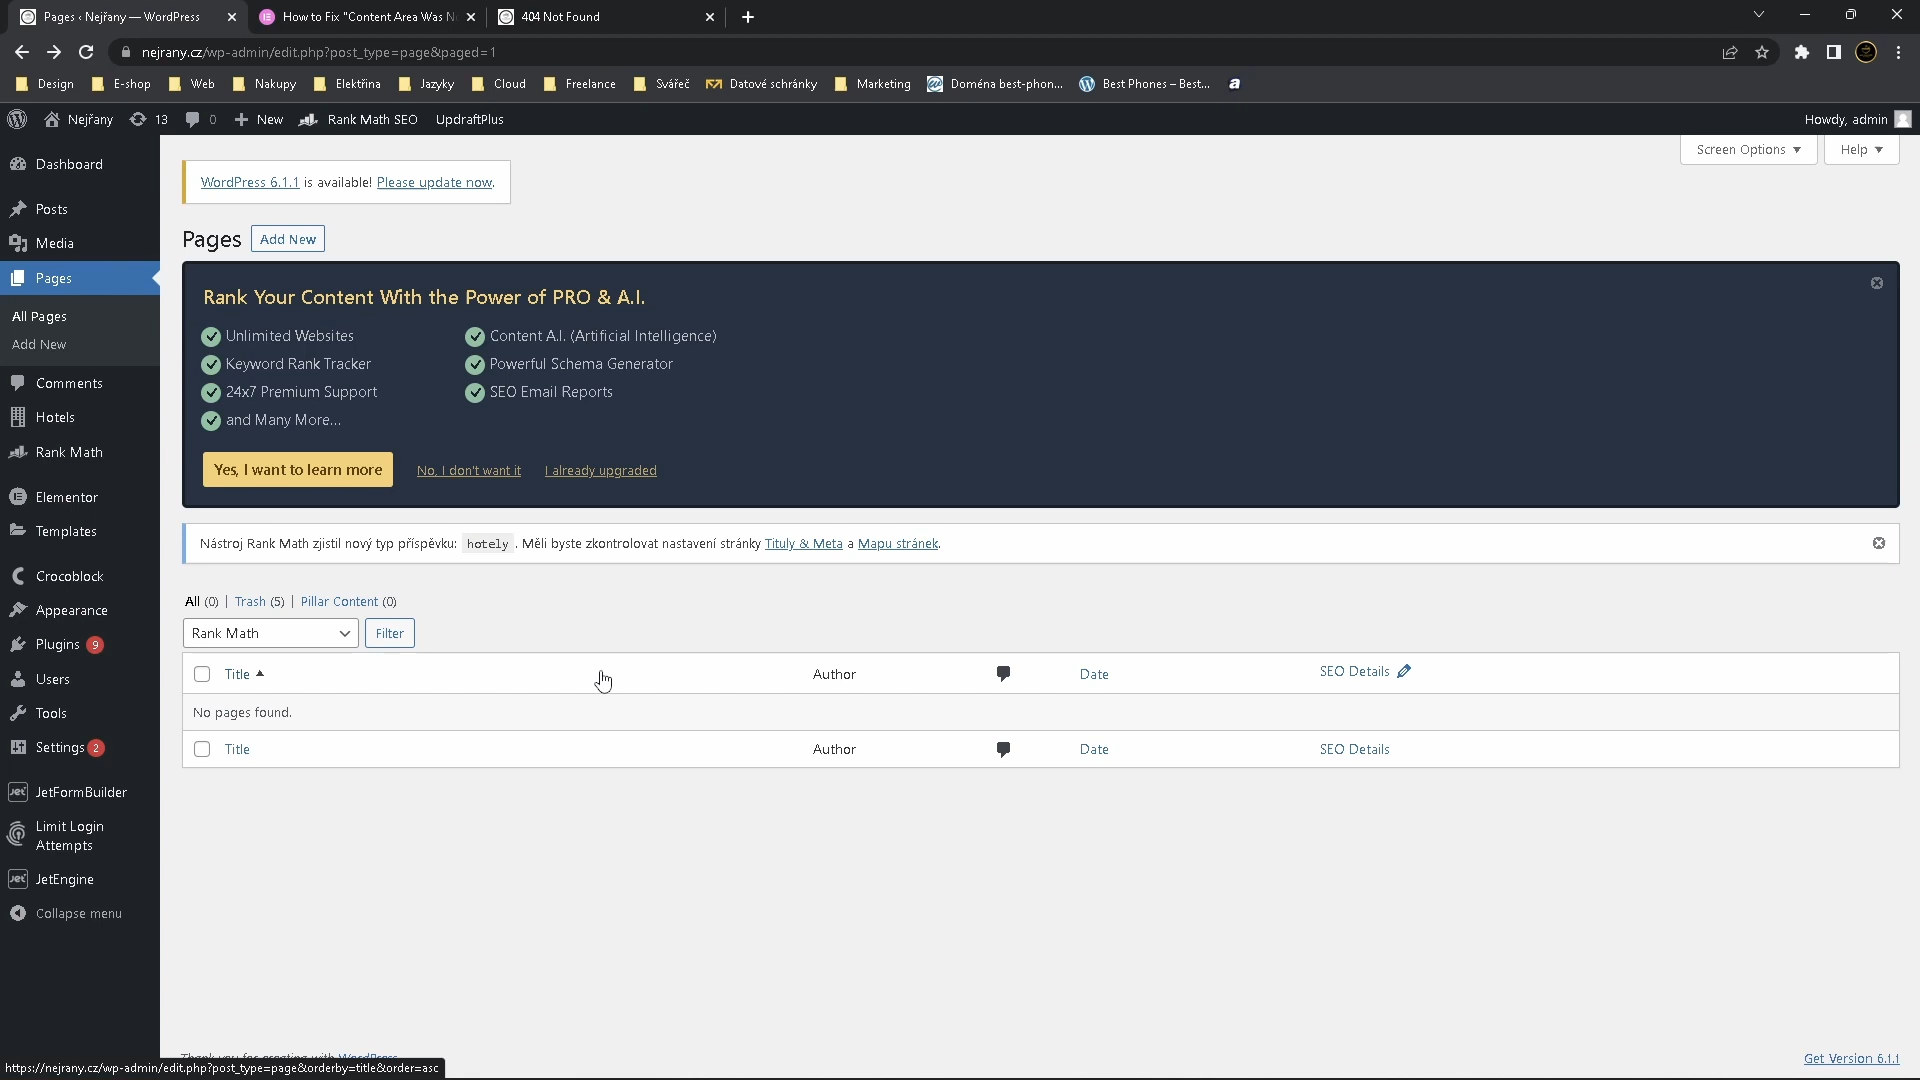 Pages ‹ Nejřany — WordPress
How to Fix "Content Area Was N
404 Not Found
nejrany.cz/wp-admin/edit.php?post_type=page&paged=1
Design
E-shop
Web
Nakupy
Elektřina
Jazyky
Cloud
Freelance
Svářeč
Datové schránky
Marketing
Doména best-phon...
Best Phones – Best...
Nejřany
13
0
New
Rank Math SEO
UpdraftPlus
Howdy, admin
Screen Options
Help
Dashboard
Posts
Media
Pages
All Pages
Add New
Comments
Hotels
Rank Math
Elementor
Templates
Crocoblock
Appearance
Plugins 9
Users
Tools
Settings 2
JetFormBuilder
Limit Login
Attempts
JetEngine
Collapse menu
WordPress 6.1.1 is available! Please update now.
Pages
Add New
Rank Your Content With the Power of PRO & A.I.
Unlimited Websites
Content A.I. (Artificial Intelligence)
Keyword Rank Tracker
Powerful Schema Generator
24x7 Premium Support
SEO Email Reports
and Many More...
Yes, I want to learn more
No, I don't want it
I already upgraded
Nástroj Rank Math zjistil nový typ příspěvku: hotely . Měli byste zkontrolovat nastavení stránky Tituly & Meta a Mapu stránek.
All (0) | Trash (5) | Pillar Content (0)
Rank Math
Filter
Title
Author
Date
SEO Details
No pages found.
Title
Author
Date
SEO Details
Thank you for creating with WordPress.
Get Version 6.1.1
https://nejrany.cz/wp-admin/edit.php?post_type=page&orderby=title&order=asc